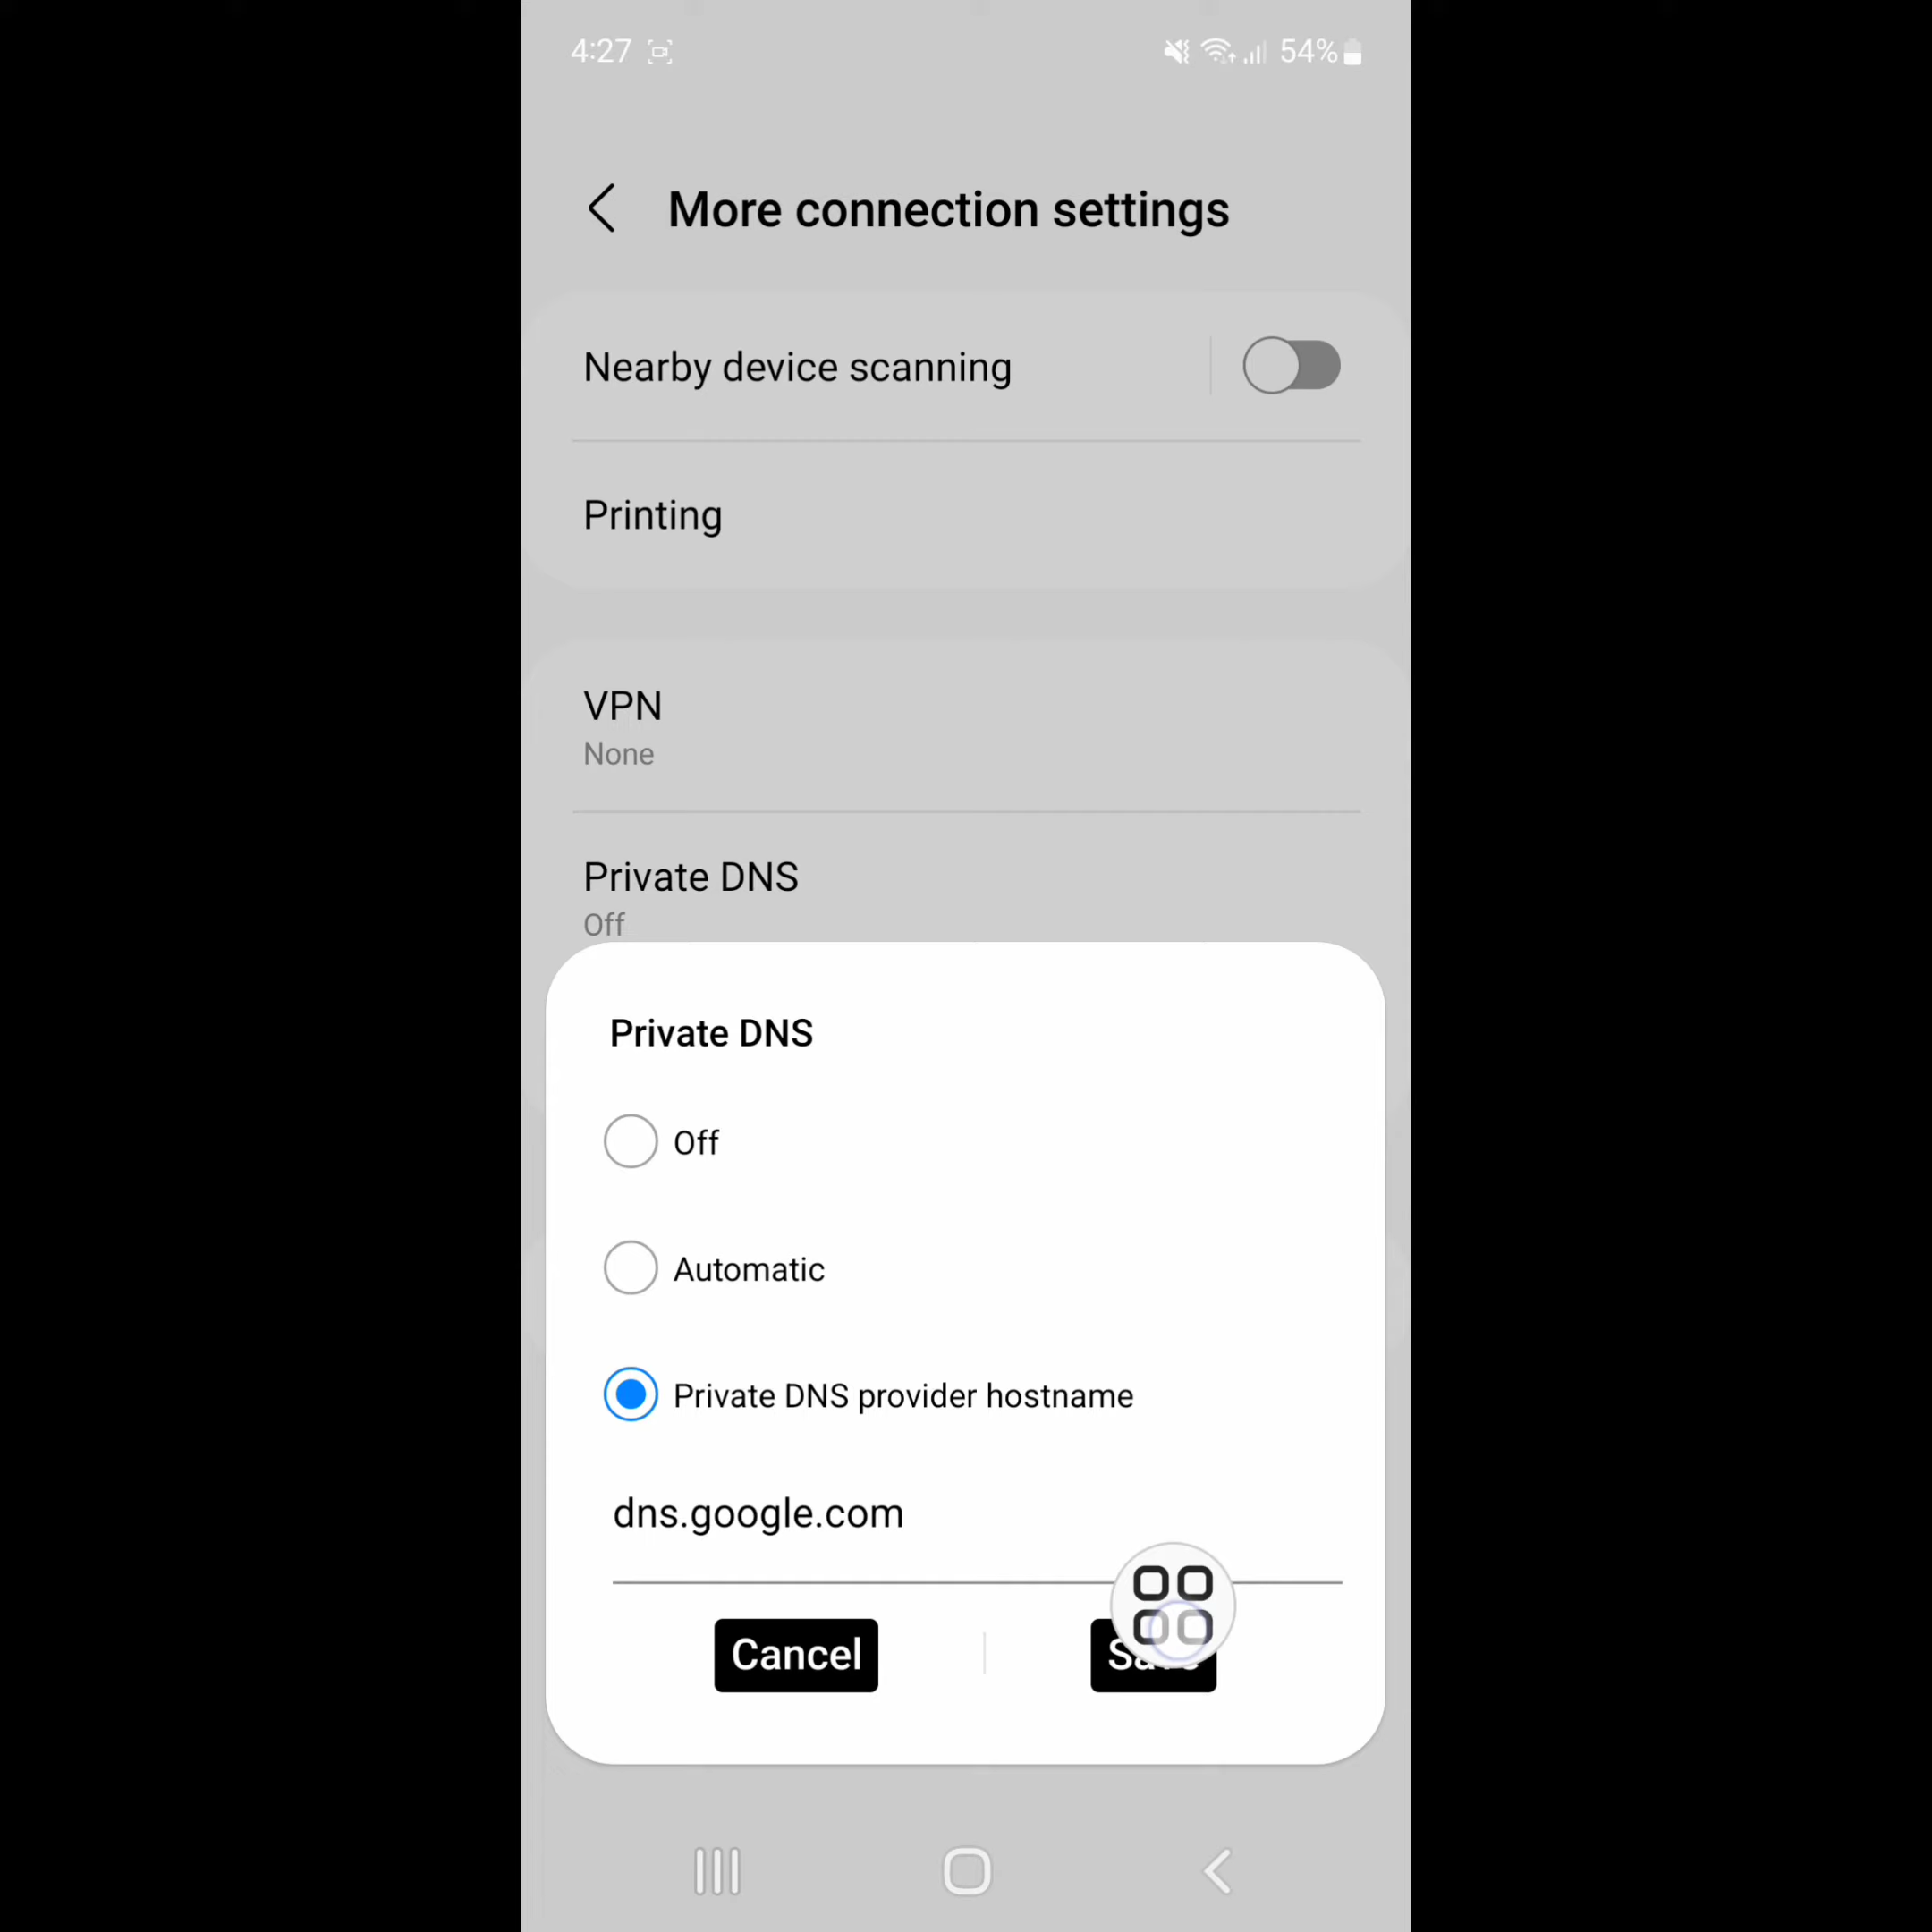 4:27 54%
More connection settings
Nearby device scanning
Printing
VPN
None
Private DNS
Off
Private DNS
Off
Automatic
Private DNS provider hostname
dns.google.com
Cancel Save